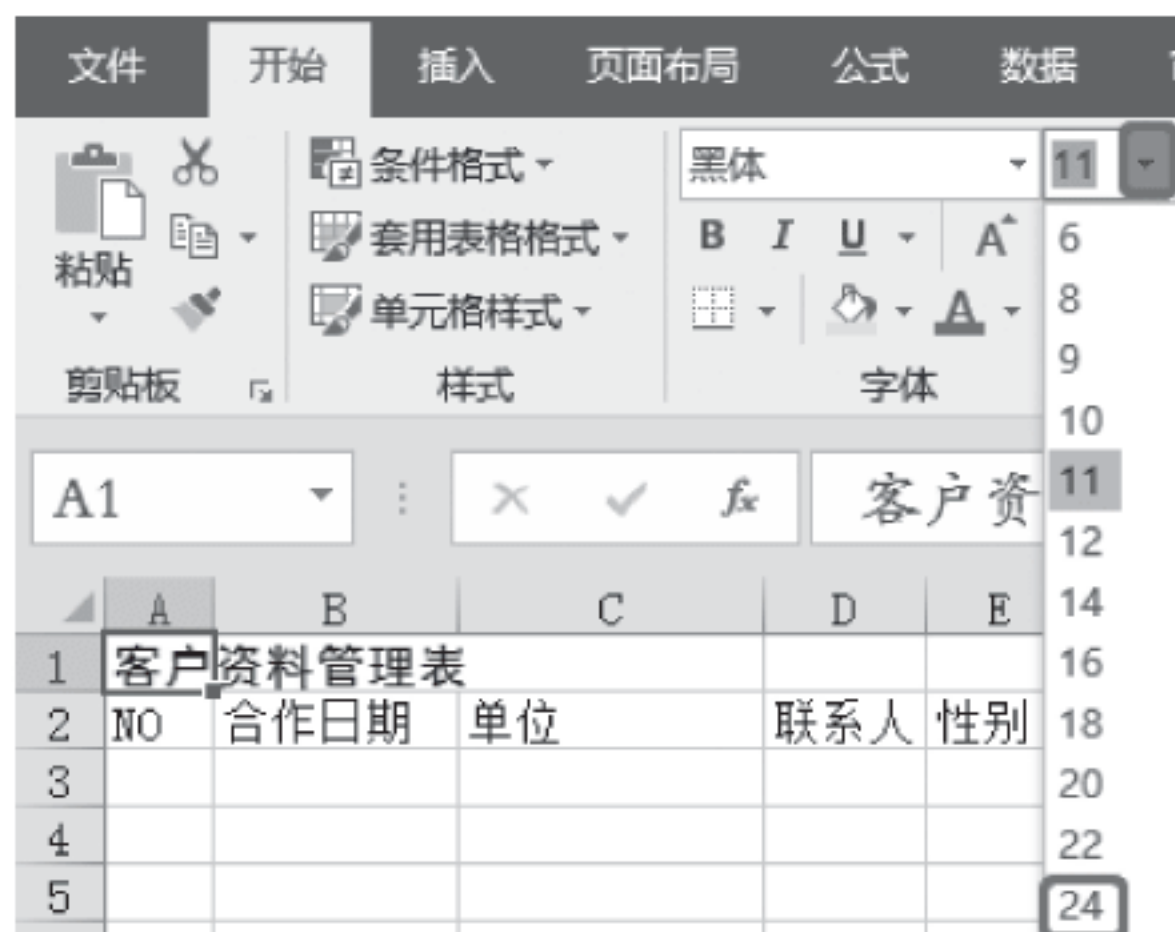 文件 开始 插入 页面布局 公式 数据
条件格式 黑体 11
粘贴 套用表格格式 B I U A 6
单元格样式 A 8
剪贴板 样式 字体 9
10
A1 fx 客户资 11
12
A B C D E 14
1 客户资料管理表 16
2 NO 合作日期 单位 联系人 性别 18
3 20
4 22
5 24